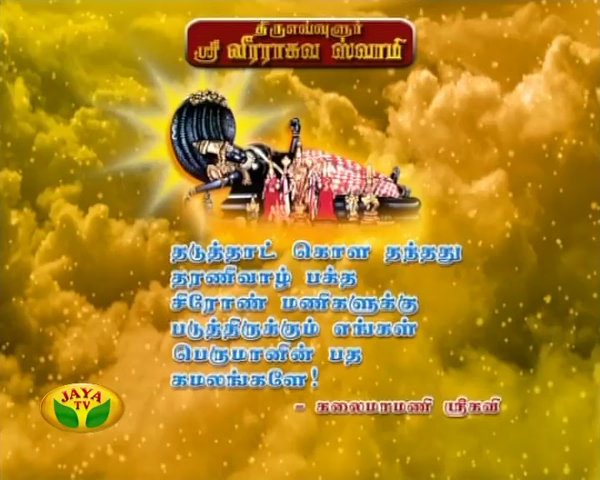 திருஎவ்வுளூர்
ஸ்ரீ வீரராகவ ஸ்வாமி
தடுத்தாட் கொள தந்தது
தரணிவாழ் பக்த
சிரோண் மணிகளுக்கு
படுத்திருக்கும் எங்கள்
பெருமானின் பத
கமலங்களே!
- கலைமாமணி ஸ்ரீகவி
JAYA
TV